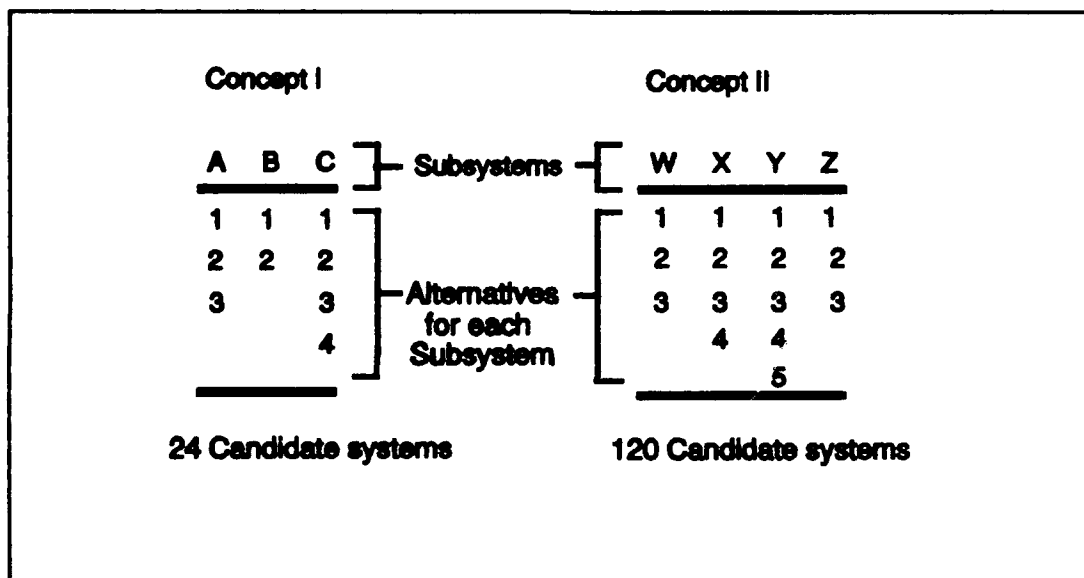 Concept I Concept II
A B C Subsystems W X Y Z
1 1 1 1 1 1 1
2 2 2 2 2 2 2
3 3 Alternatives 3 3 3 3
for each
4 Subsystem 4 4
5
24 Candidate systems 120 Candidate systems